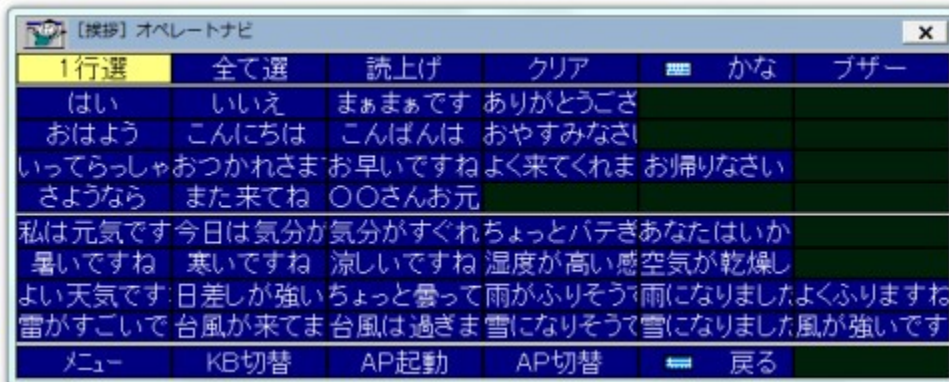 [挨拶] オペレートナビ
1行選 全て選 読上げ クリア かな ブザー
はい いいえ まぁまぁです ありがとうござ
おはよう こんにちは こんばんは おやすみなさい
いってらっしゃ おつかれさま お早いですね よく来てくれま お帰りなさい
さようなら また来てね 〇〇さんお元
私は元気です 今日は気分が 気分がすぐれ ちょっとバテぎ あなたはいか
暑いですね 寒いですね 涼しいですね 湿度が高い感 空気が乾燥し
よい天気です 日差しが強い ちょっと曇って 雨がふりそう 雨になりました よくふりますね
雷がすごいで 台風が来てま 台風は過ぎま 雪になりそうで 雪になりました 風が強いです
メニュー KB切替 AP起動 AP切替 戻る